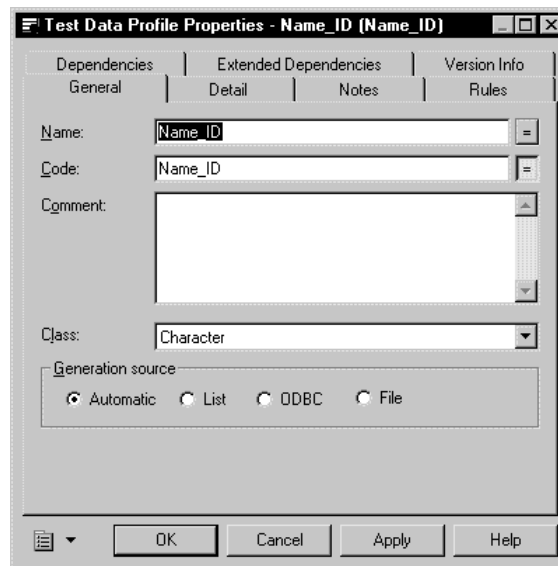 Test Data Profile Properties - Name_ID (Name_ID)
Dependencies Extended Dependencies Version Info
General Detail Notes Rules
Name: Name_ID =
Code: Name_ID =
Comment:
Class: Character
Generation source
Automatic List ODBC File
OK Cancel Apply Help